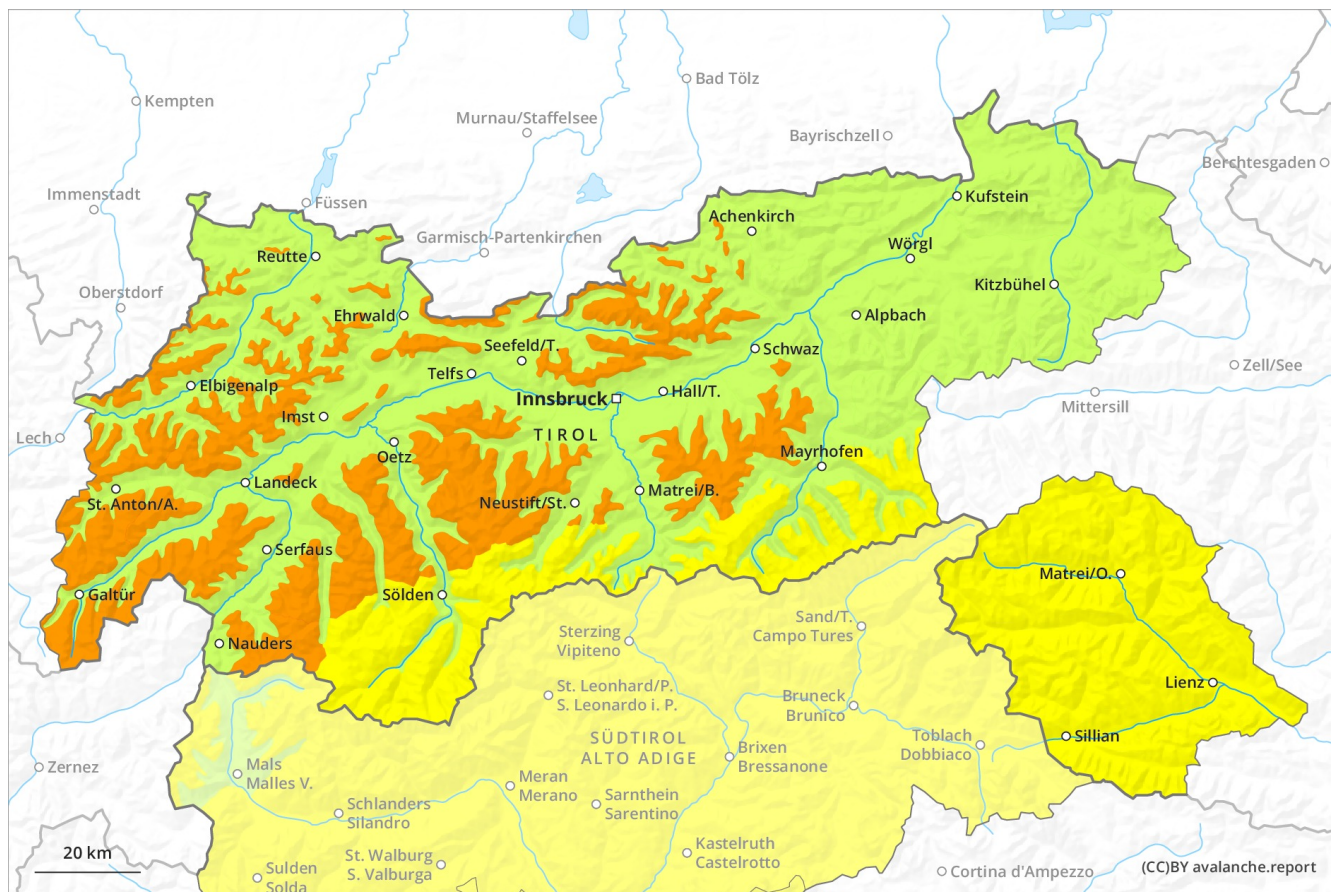 Kempten
Bad Tölz
Murnau/Staffelsee
Bayrischzell
Berchtesgaden
Immenstadt
Füssen
Kufstein
Achenkirch
Garmisch-Partenkirchen
Wörgl
Reutte
Oberstdorf
Kitzbühel
Ehrwald
Alpbach
Seefeld/T.
Schwaz
Zell/See
Telfs
Elbigenalp
Innsbruck
Hall/T.
Mittersill
Imst
Lech
TIROL
Oetz
Mayrhofen
Landeck
St. Anton/A.
Neustift/St.
Matrei/B.
Serfaus
Matrei/O.
Galtür
Sölden
Sand/T.
Campo Tures
Sterzing
Vipiteno
Nauders
Lienz
St. Leonhard/P.
S. Leonardo i. P.
Bruneck
Brunico
SÜDTIROL
ALTO ADIGE
Toblach
Dobbiaco
Sillian
Brixen
Bressanone
Zernez
Mals
Malles V.
Meran
Merano
Schlanders
Silandro
Sarnthein
Sarentino
Kastelruth
Castelrotto
20 km
St. Walburg
S. Valburga
Sulden
Solda
Cortina d'Ampezzo
(CC)BY avalanche.report